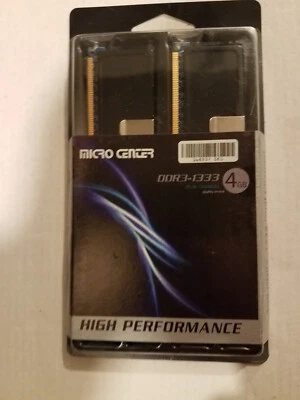 MICRO CENTER
DDR3-1333
4GB
HIGH PERFORMANCE